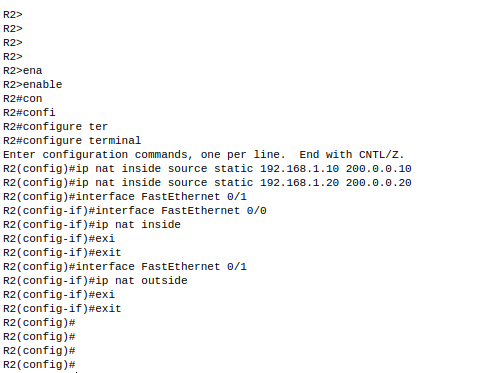 R2>
R2>
R2>
R2>
R2>ena
R2>enable
R2#con
R2#confi
R2#configure ter
R2#configure terminal
Enter configuration commands, one per line.  End with CNTL/Z.
R2(config)#ip nat inside source static 192.168.1.10 200.0.0.10
R2(config)#ip nat inside source static 192.168.1.20 200.0.0.20
R2(config)#interface FastEthernet 0/1
R2(config-if)#interface FastEthernet 0/0
R2(config-if)#ip nat inside
R2(config-if)#exi
R2(config-if)#exit
R2(config)#interface FastEthernet 0/1
R2(config-if)#ip nat outside
R2(config-if)#exi
R2(config-if)#exit
R2(config)#
R2(config)#
R2(config)#
R2(config)#